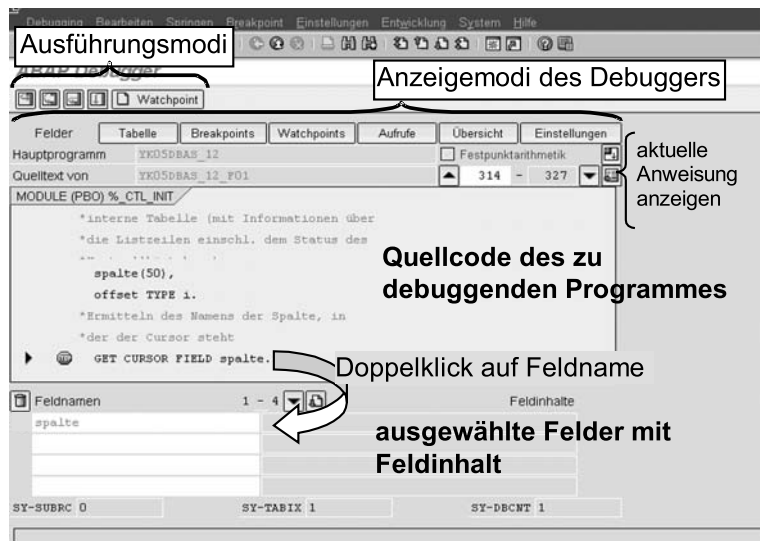 Debugging Bearbeiten Springen Breakpoint Einstellungen Entwicklung System Hilfe
Ausführungsmodi
ABAP Debugger
Anzeigemodi des Debuggers
Watchpoint
Felder Tabelle Breakpoints Watchpoints Aufrufe Übersicht Einstellungen
Hauptprogramm YK05DBAS_12 Festpunktarithmetik
Quelltext von YK05DBAS_12_F01 314 - 327
aktuelle
Anweisung
anzeigen
MODULE (PBO) %_CTL_INIT
*interne Tabelle (mit Informationen über
*die Listzeilen einschl. dem Status des
spalte(50),
offset TYPE i.
*Ermitteln des Namens der Spalte, in
*der der Cursor steht
GET CURSOR FIELD spalte.
Quellcode des zu
debuggenden Programmes
Doppelklick auf Feldname
Feldnamen 1 - 4 Feldinhalte
spalte
ausgewählte Felder mit
Feldinhalt
SY-SUBRC 0 SY-TABIX 1 SY-DBCNT 1